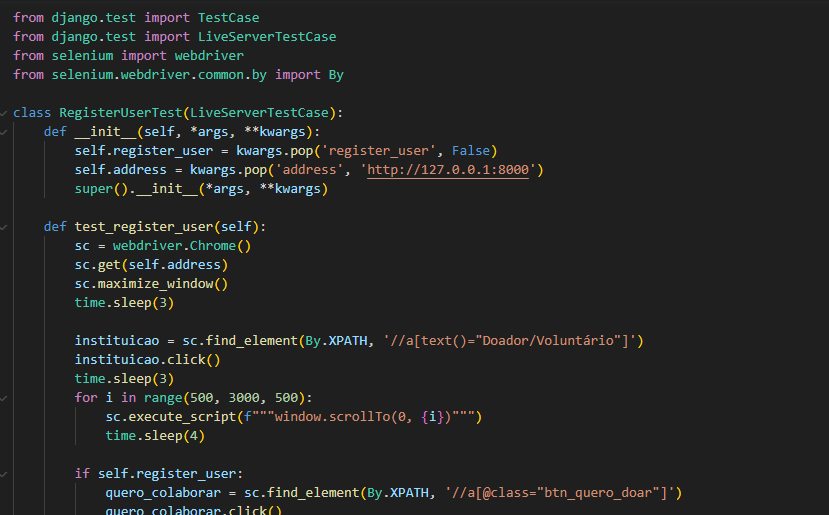 from django.test import TestCase
from django.test import LiveServerTestCase
from selenium import webdriver
from selenium.webdriver.common.by import By
class RegisterUserTest(LiveServerTestCase):
def __init__(self, *args, **kwargs):
self.register_user = kwargs.pop('register_user', False)
self.address = kwargs.pop('address', 'http://127.0.0.1:8000')
super().__init__(*args, **kwargs)
def test_register_user(self):
sc = webdriver.Chrome()
sc.get(self.address)
sc.maximize_window()
time.sleep(3)
instituicao = sc.find_element(By.XPATH, '//a[text()="Doador/Voluntário"]')
instituicao.click()
time.sleep(3)
for i in range(500, 3000, 500):
sc.execute_script(f"""window.scrollTo(0, {i})""")
time.sleep(4)
if self.register_user:
quero_colaborar = sc.find_element(By.XPATH, '//a[@class="btn_quero_doar"]')
quero_colaborar.click()